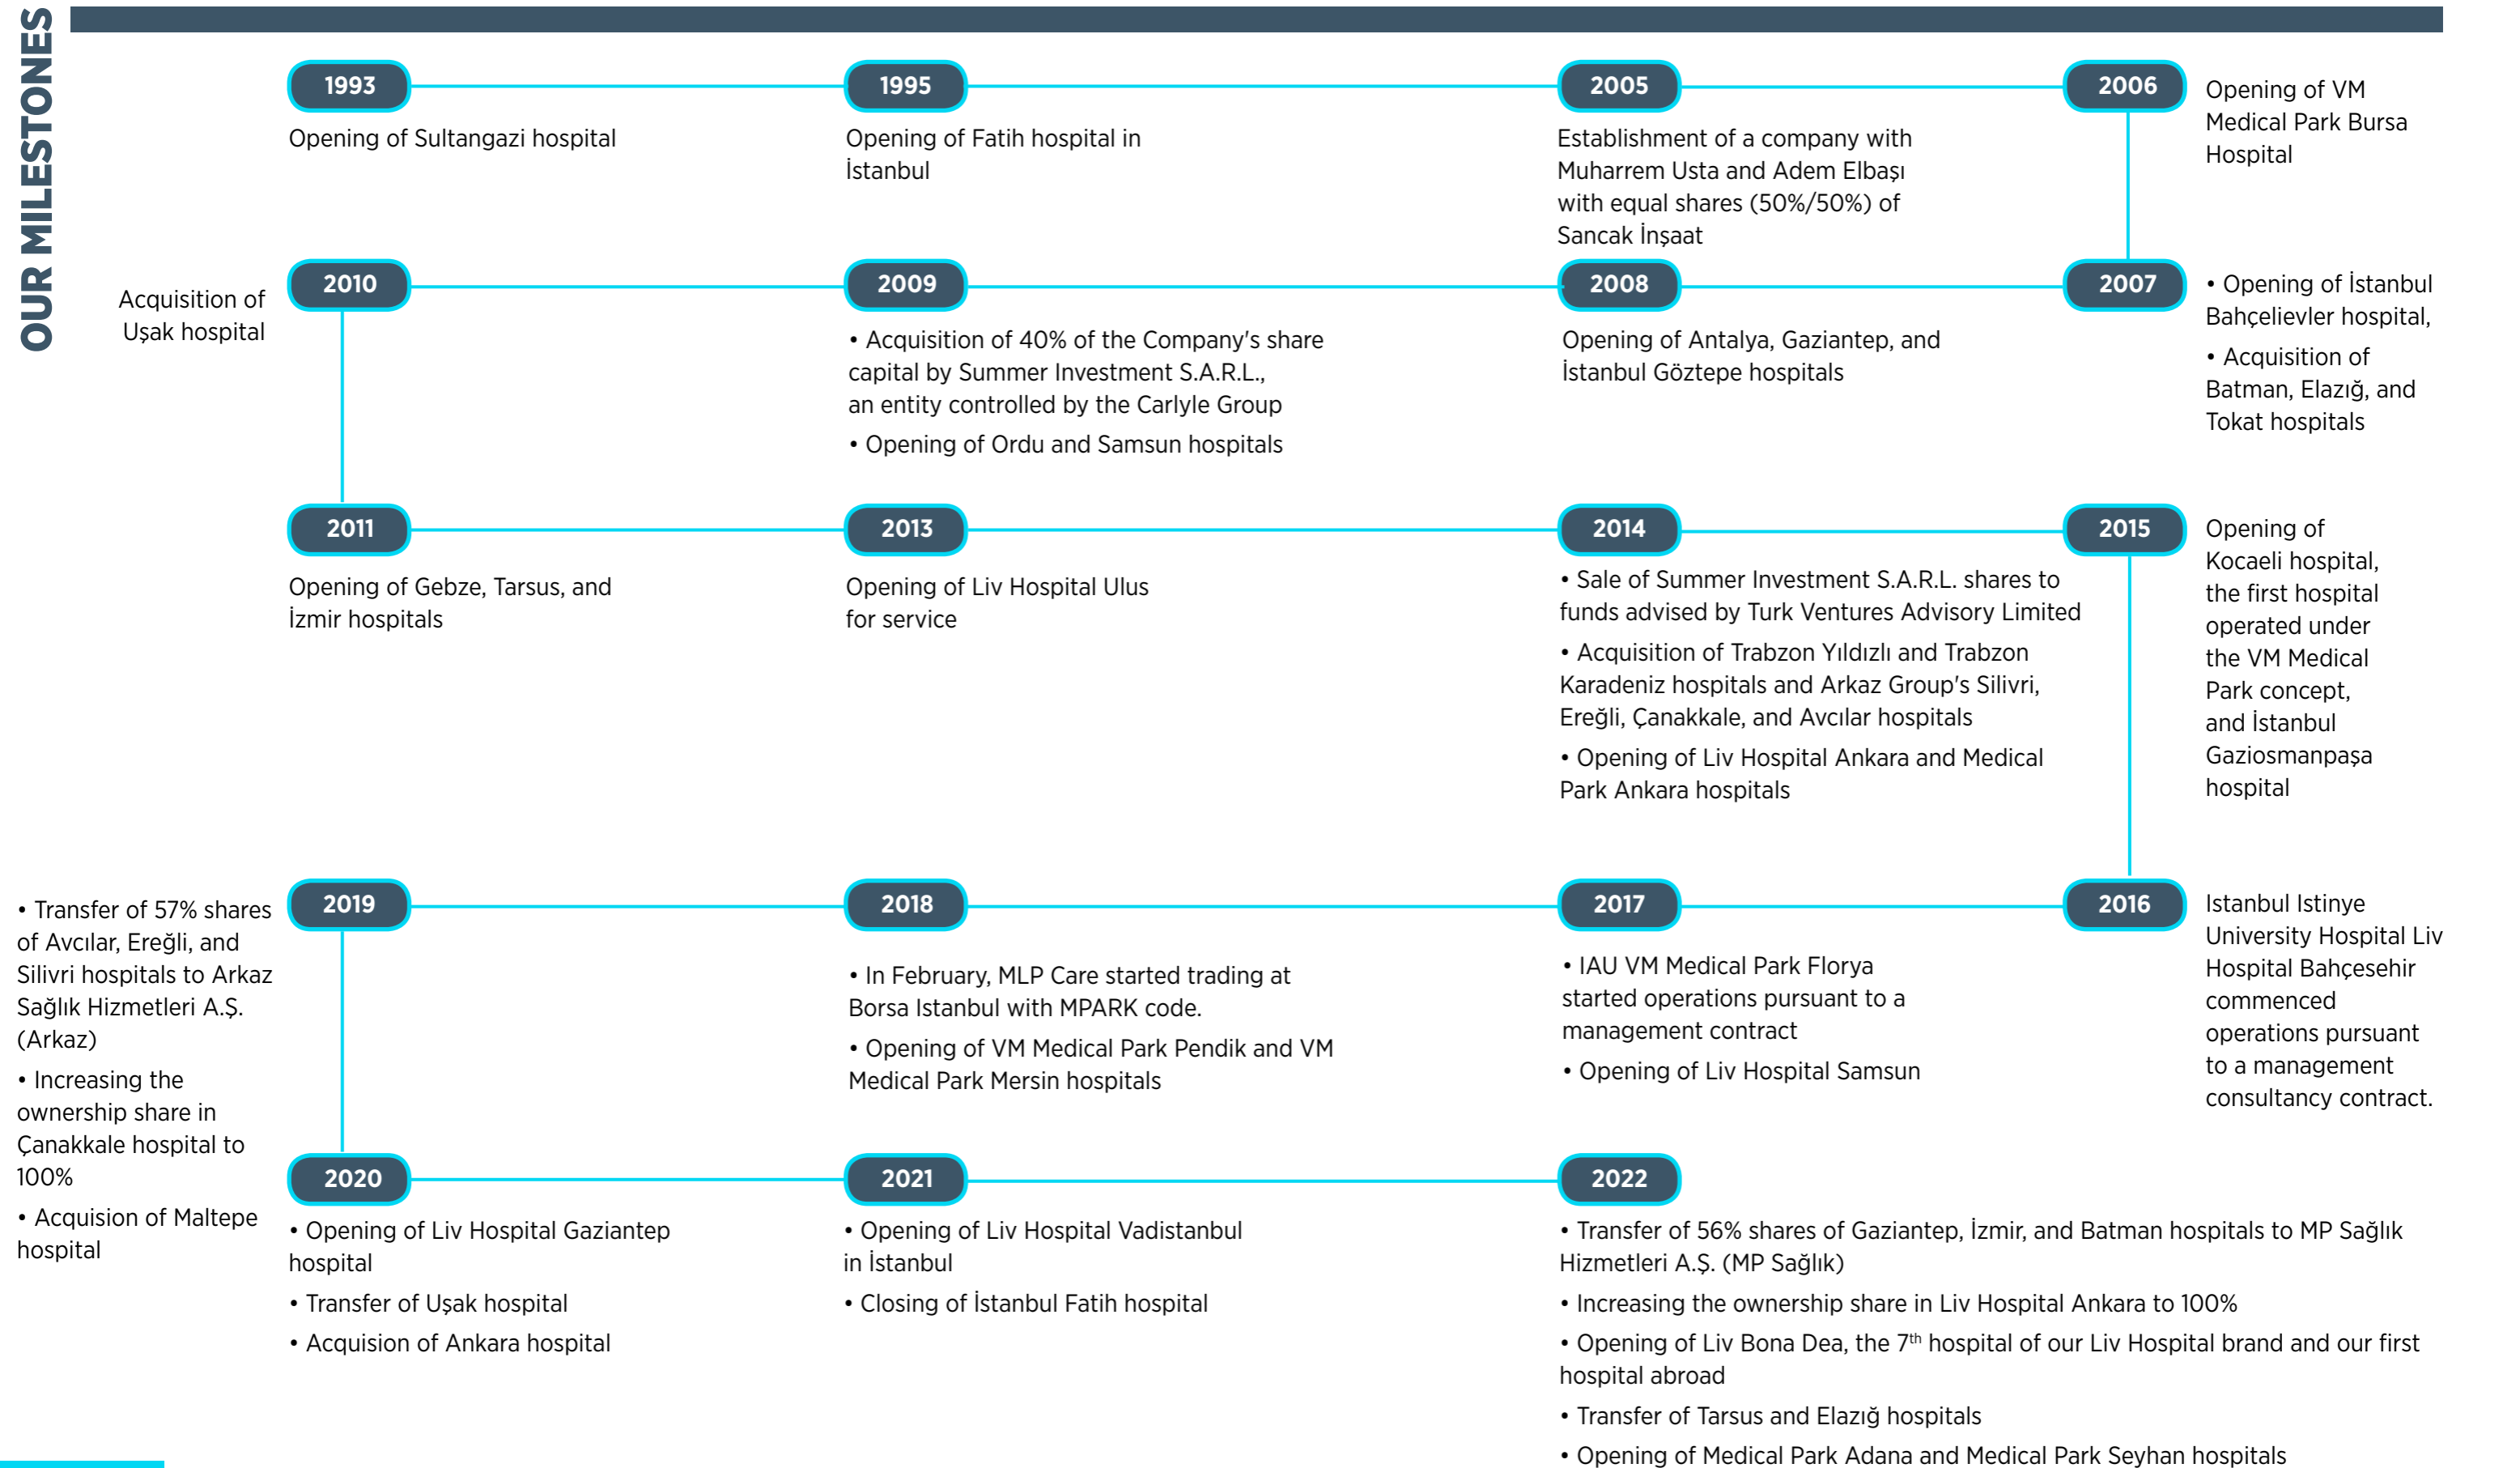 OUR MILESTONES
1993
Opening of Sultangazi hospital
1995
Opening of Fatih hospital in
İstanbul
2005
Establishment of a company with
Muharrem Usta and Adem Elbaşı
with equal shares (50%/50%) of
Sancak İnşaat
2006
Opening of VM
Medical Park Bursa
Hospital
2007
• Opening of İstanbul
Bahçelievler hospital,
• Acquisition of
Batman, Elazığ, and
Tokat hospitals
2008
Opening of Antalya, Gaziantep, and
İstanbul Göztepe hospitals
2009
• Acquisition of 40% of the Company's share
capital by Summer Investment S.A.R.L.,
an entity controlled by the Carlyle Group
• Opening of Ordu and Samsun hospitals
2010
Acquisition of
Uşak hospital
2011
Opening of Gebze, Tarsus, and
İzmir hospitals
2013
Opening of Liv Hospital Ulus
for service
2014
• Sale of Summer Investment S.A.R.L. shares to
funds advised by Turk Ventures Advisory Limited
• Acquisition of Trabzon Yıldızlı and Trabzon
Karadeniz hospitals and Arkaz Group's Silivri,
Ereğli, Çanakkale, and Avcılar hospitals
• Opening of Liv Hospital Ankara and Medical
Park Ankara hospitals
2015
Opening of
Kocaeli hospital,
the first hospital
operated under
the VM Medical
Park concept,
and İstanbul
Gaziosmanpaşa
hospital
2016
Istanbul Istinye
University Hospital Liv
Hospital Bahçesehir
commenced
operations pursuant
to a management
consultancy contract.
2017
• IAU VM Medical Park Florya
started operations pursuant to a
management contract
• Opening of Liv Hospital Samsun
2018
• In February, MLP Care started trading at
Borsa Istanbul with MPARK code.
• Opening of VM Medical Park Pendik and VM
Medical Park Mersin hospitals
2019
• Transfer of 57% shares
of Avcılar, Ereğli, and
Silivri hospitals to Arkaz
Sağlık Hizmetleri A.Ş.
(Arkaz)
• Increasing the
ownership share in
Çanakkale hospital to
100%
• Acquision of Maltepe
hospital
2020
• Opening of Liv Hospital Gaziantep
hospital
• Transfer of Uşak hospital
• Acquision of Ankara hospital
2021
• Opening of Liv Hospital Vadistanbul
in İstanbul
• Closing of İstanbul Fatih hospital
2022
• Transfer of 56% shares of Gaziantep, İzmir, and Batman hospitals to MP Sağlık
Hizmetleri A.Ş. (MP Sağlık)
• Increasing the ownership share in Liv Hospital Ankara to 100%
• Opening of Liv Bona Dea, the 7th hospital of our Liv Hospital brand and our first
hospital abroad
• Transfer of Tarsus and Elazığ hospitals
• Opening of Medical Park Adana and Medical Park Seyhan hospitals